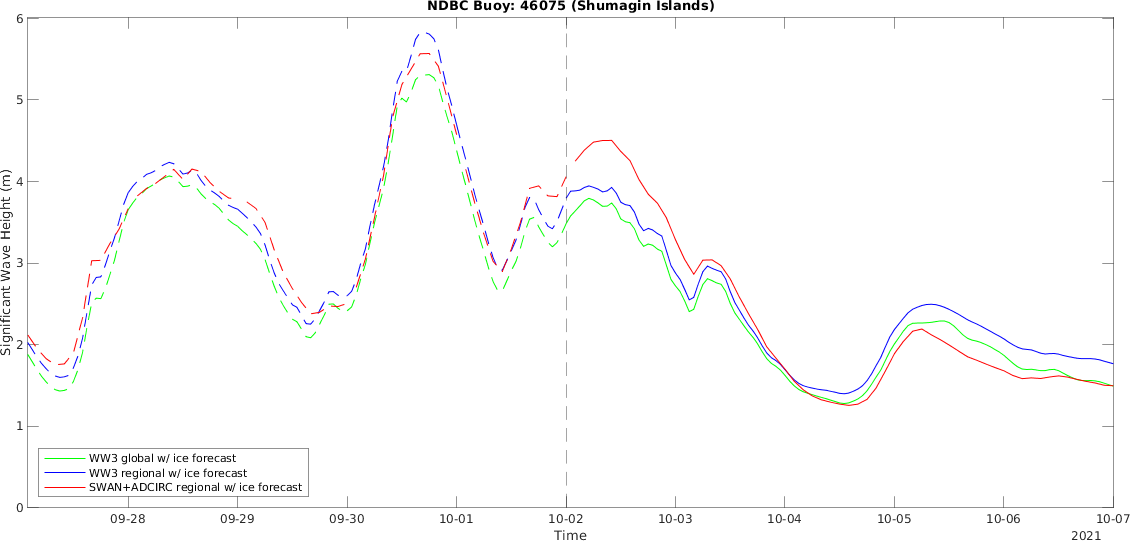 NDBC Buoy: 46075 (Shumagin Islands)
6
5
4
3
2
1
0
Significant Wave Height (m)
WW3 global w/ ice forecast
WW3 regional w/ ice forecast
SWAN+ADCIRC regional w/ ice forecast
09-28 09-29 09-30 10-01 10-02 10-03 10-04 10-05 10-06 10-07
Time
2021